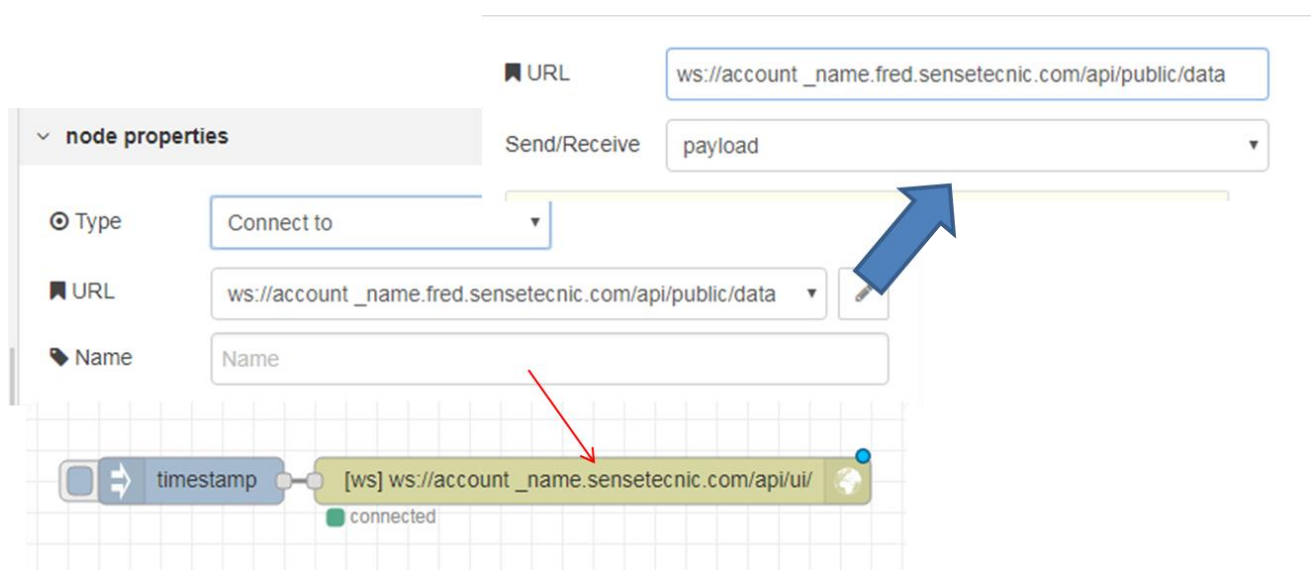 URL ws://account _name.fred.sensetecnic.com/api/public/data
Send/Receive payload
node properties
Type Connect to
URL ws://account _name.fred.sensetecnic.com/api/public/data
Name Name
timestamp [ws] ws://account _name.sensetecnic.com/api/ui/
connected